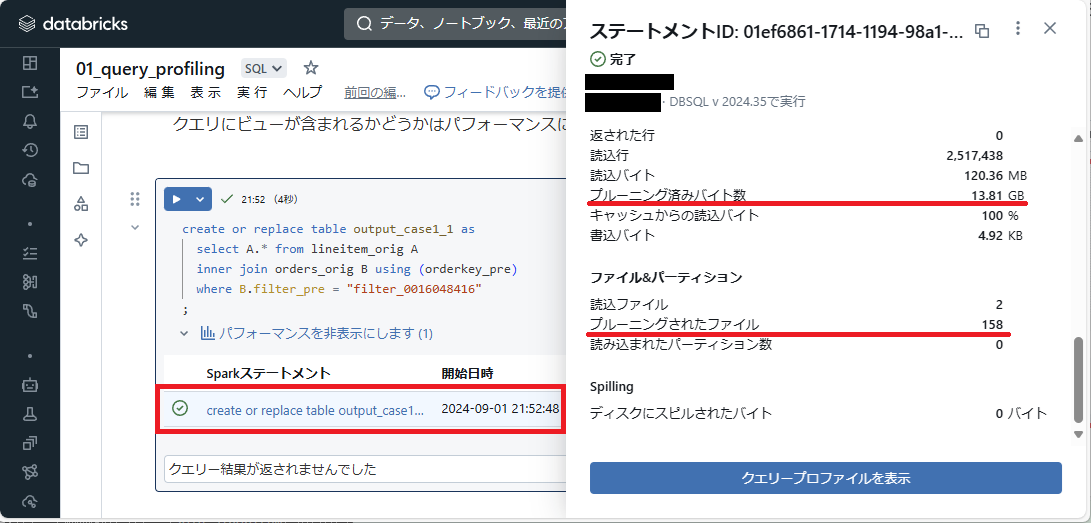 databricks
データ、ノートブック、最近のア
01_query_profiling
SQL
ファイル 編集 表示 実行 ヘルプ 前回の編... フィードバックを提供
クエリにビューが含まれるかどうかはパフォーマンスに
21:52 (4秒)
create or replace table output_case1_1 as
select A.* from lineitem_orig A
inner join orders_orig B using (orderkey_pre)
where B.filter_pre = "filter_0016048416"
;
パフォーマンスを非表示にします (1)
Sparkステートメント 開始日時
create or replace table output_case1... 2024-09-01 21:52:48
クエリー結果が返されませんでした
ステートメントID: 01ef6861-1714-1194-98a1-...
完了
· DBSQL v 2024.35で実行
返された行 0
読込行 2,517,438
読込バイト 120.36 MB
プルーニング済みバイト数 13.81 GB
キャッシュからの読込バイト 100 %
書込バイト 4.92 KB
ファイル&パーティション
読込ファイル 2
プルーニングされたファイル 158
読み込まれたパーティション数 0
Spilling
ディスクにスピルされたバイト 0 バイト
クエリープロファイルを表示